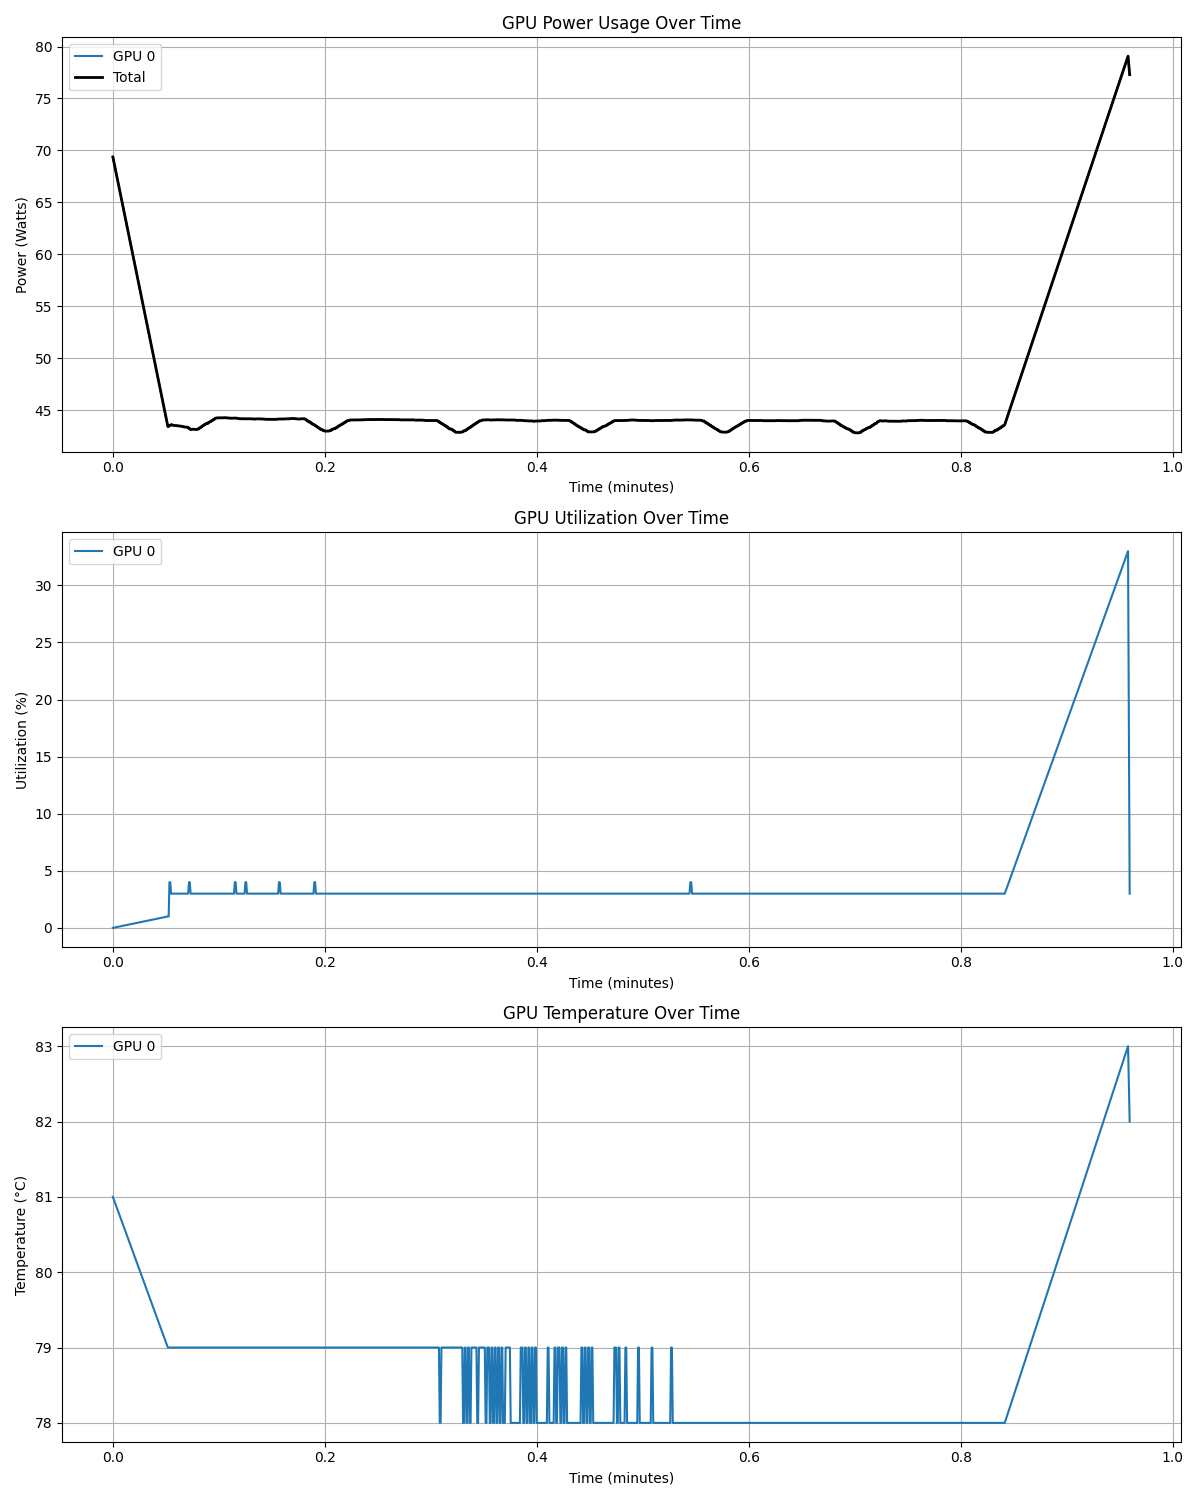 GPU Power Usage Over Time
GPU 0
Total
80
75
70
65
60
55
50
45
Power (Watts)
0.0 0.2 0.4 0.6 0.8 1.0
Time (minutes)
GPU Utilization Over Time
GPU 0
30
25
20
15
10
5
0
Utilization (%)
0.0 0.2 0.4 0.6 0.8 1.0
Time (minutes)
GPU Temperature Over Time
GPU 0
83
82
81
80
79
78
Temperature (°C)
0.0 0.2 0.4 0.6 0.8 1.0
Time (minutes)